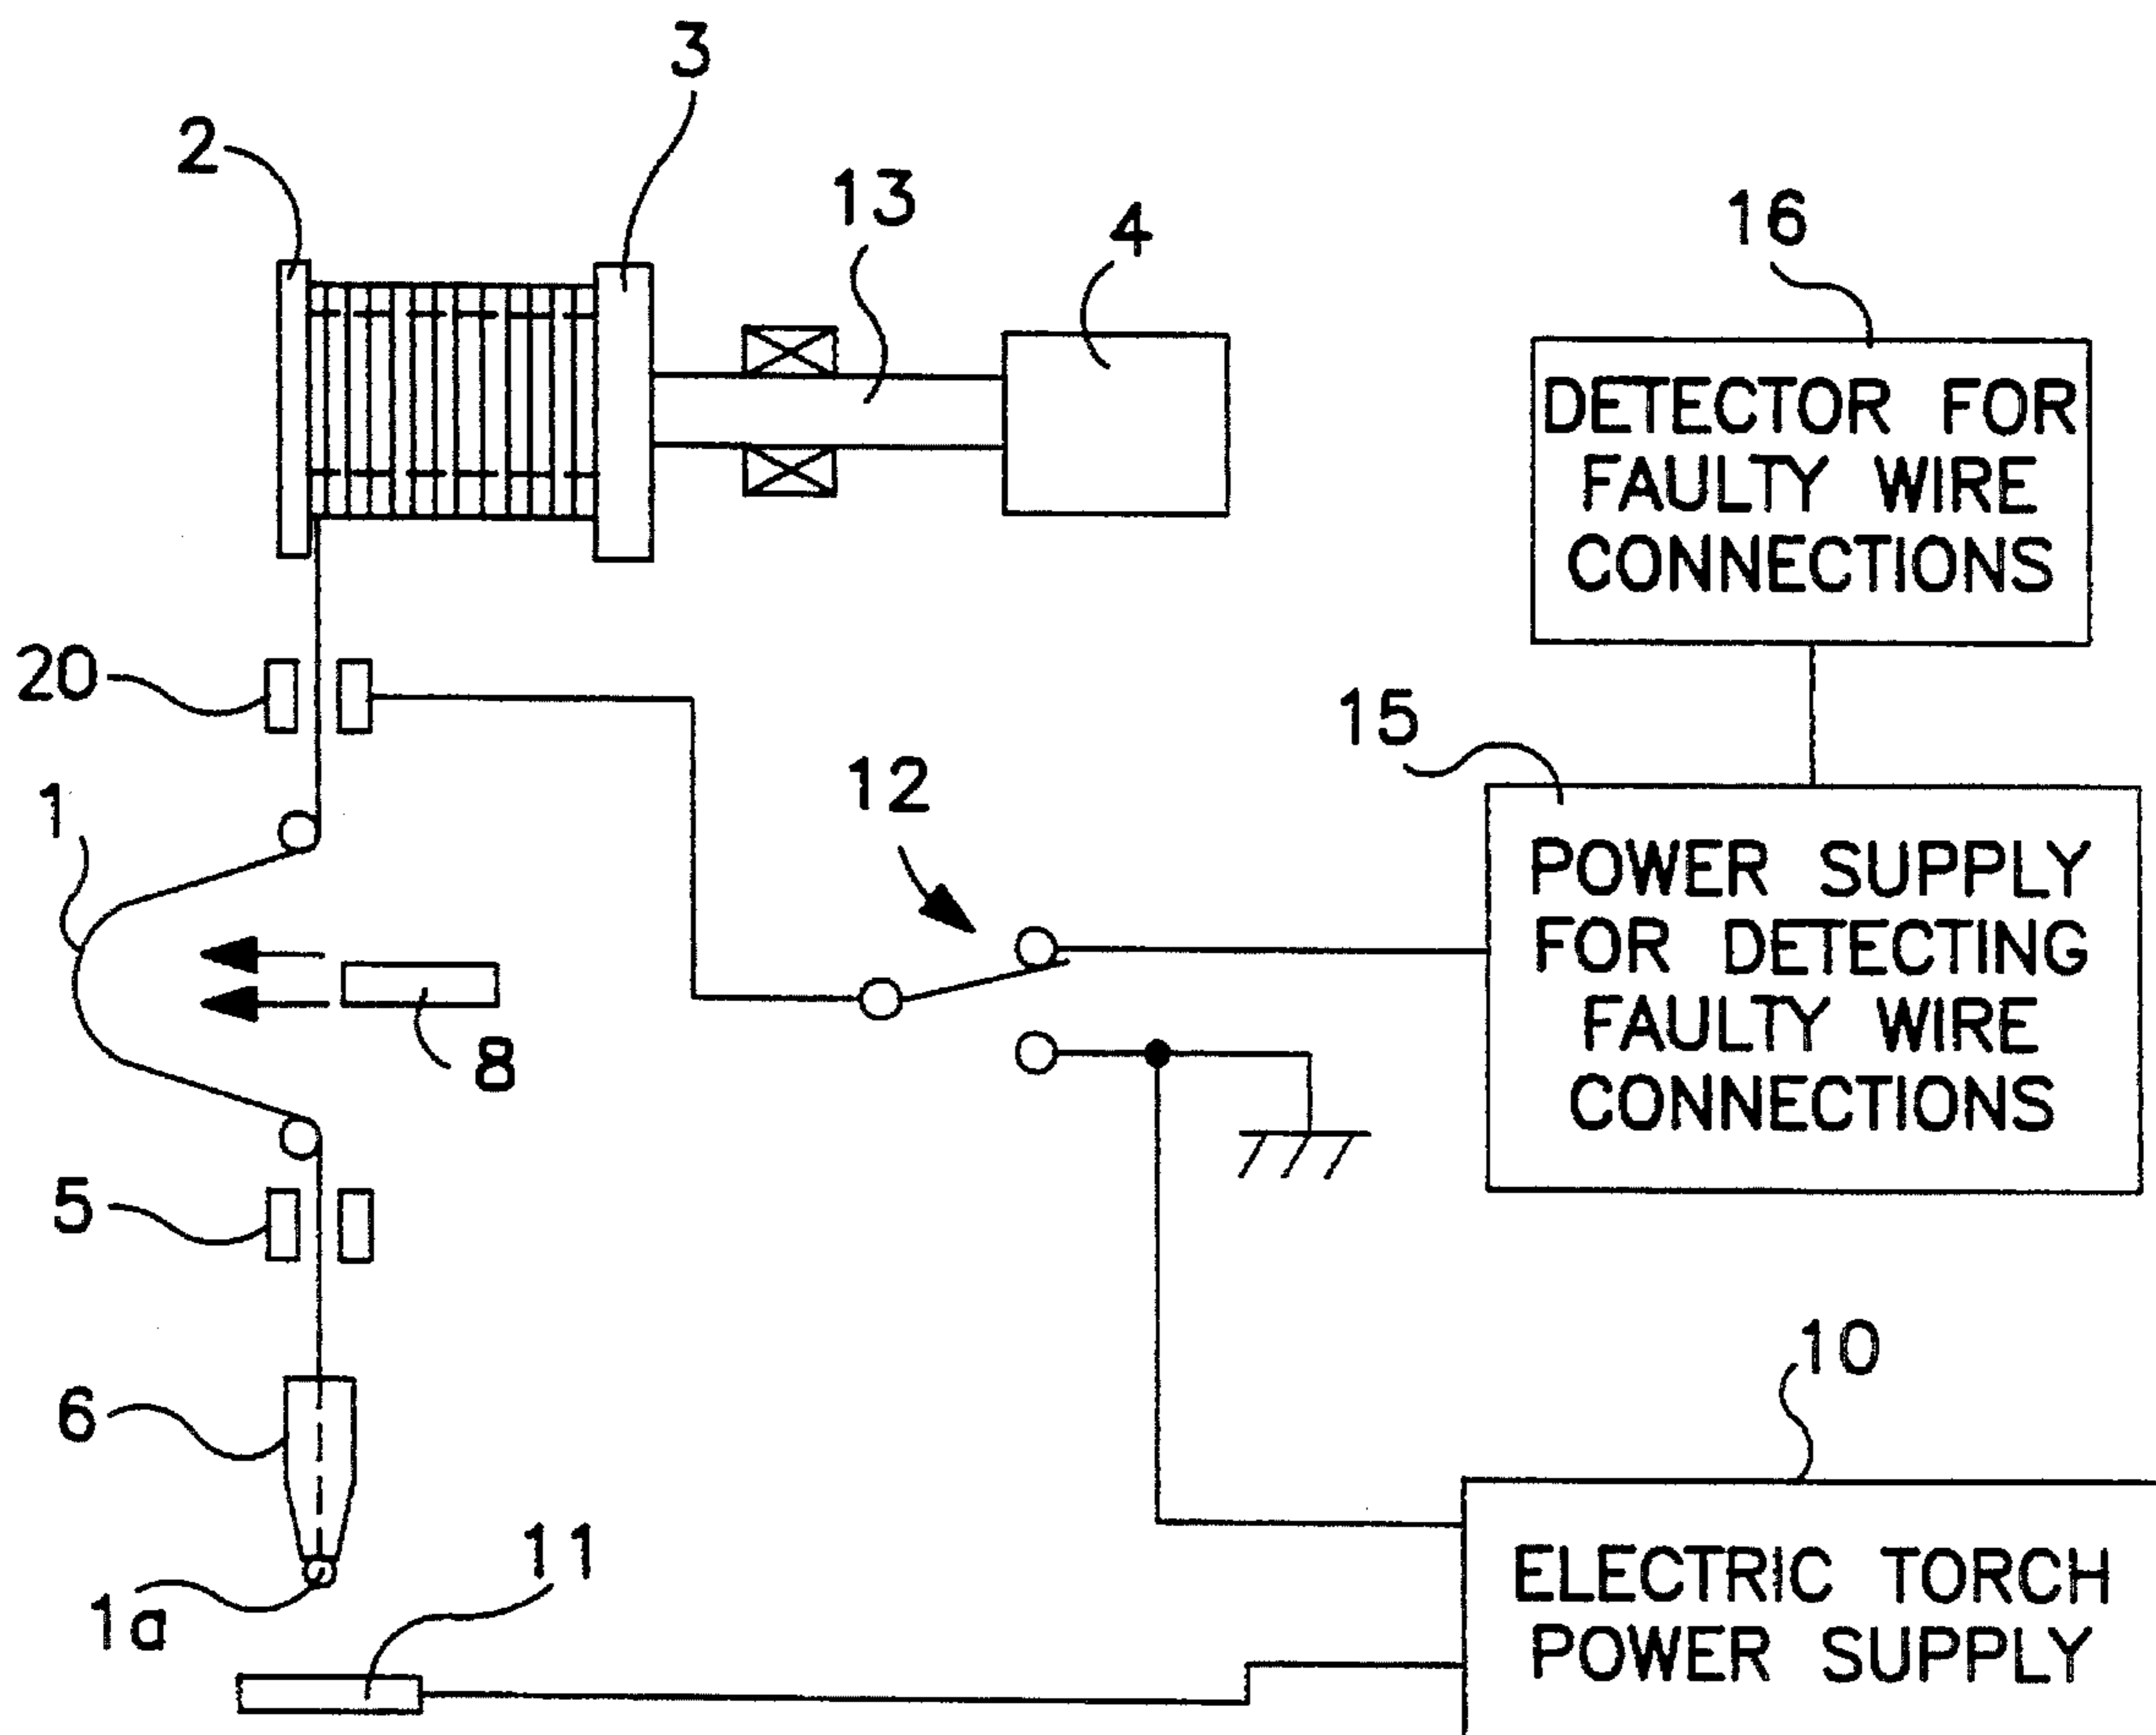 3
2
13
4
16
DETECTOR FOR
FAULTY WIRE
CONNECTIONS
20
15
1
12
POWER SUPPLY
FOR DETECTING
FAULTY WIRE
CONNECTIONS
8
5
10
6
11
1a
ELECTRIC TORCH
POWER SUPPLY